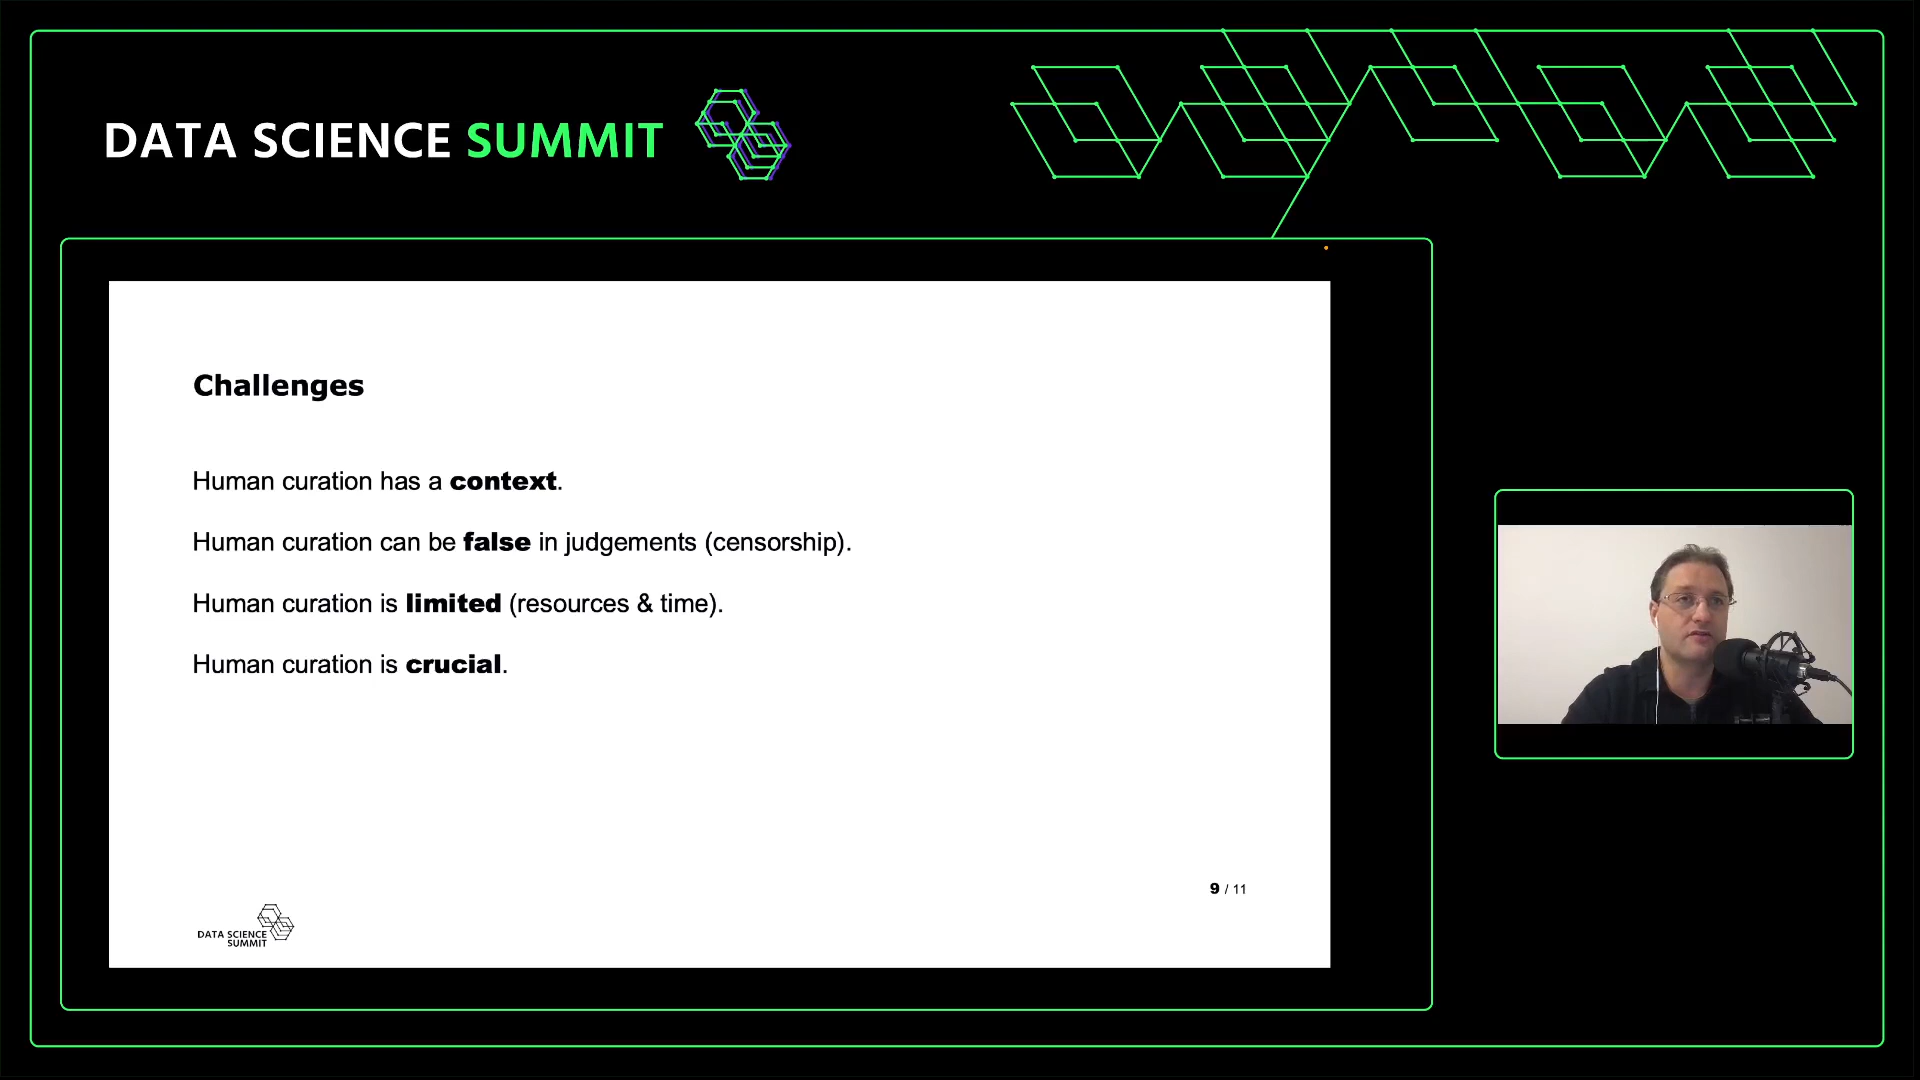 DATA SCIENCE SUMMIT
Challenges
Human curation has a context.
Human curation can be false in judgements (censorship).
Human curation is limited (resources & time).
Human curation is crucial.
9 / 11
DATA SCIENCE
SUMMIT